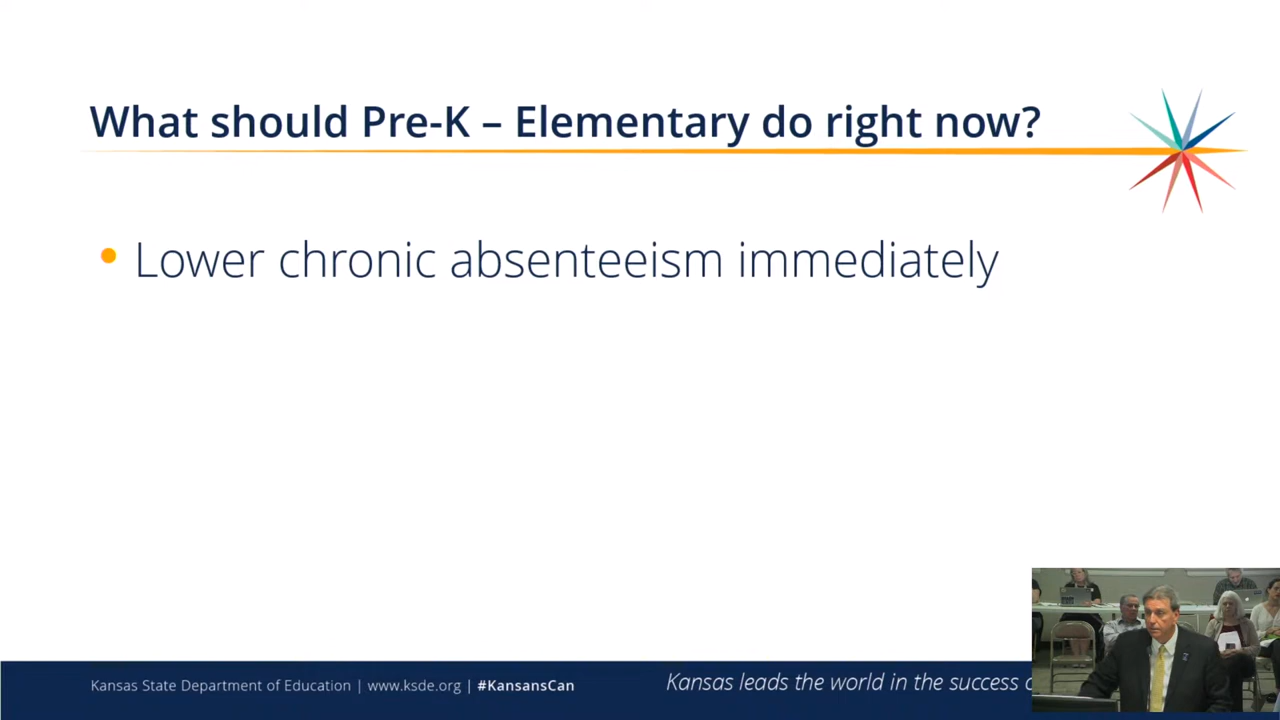 What should Pre-K – Elementary do right now?
• Lower chronic absenteeism immediately
Kansas State Department of Education | www.ksde.org | #KansansCan
Kansas leads the world in the success